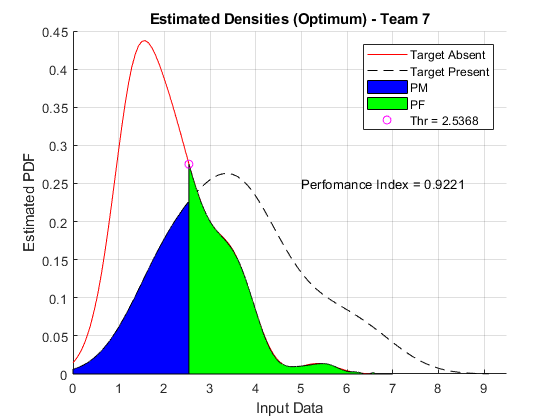 Estimated Densities (Optimum) - Team 7
Target Absent
Target Present
PM
PF
Thr = 2.5368
Perfomance Index = 0.9221
Estimated PDF
0.45
0.4
0.35
0.3
0.25
0.2
0.15
0.1
0.05
0
0 1 2 3 4 5 6 7 8 9
Input Data